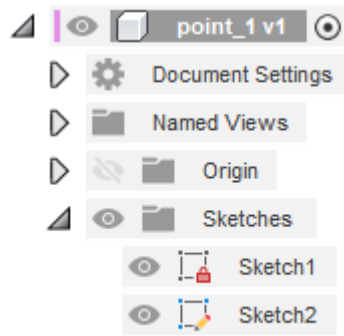 point_1 v1
Document Settings
Named Views
Origin
Sketches
Sketch1
Sketch2